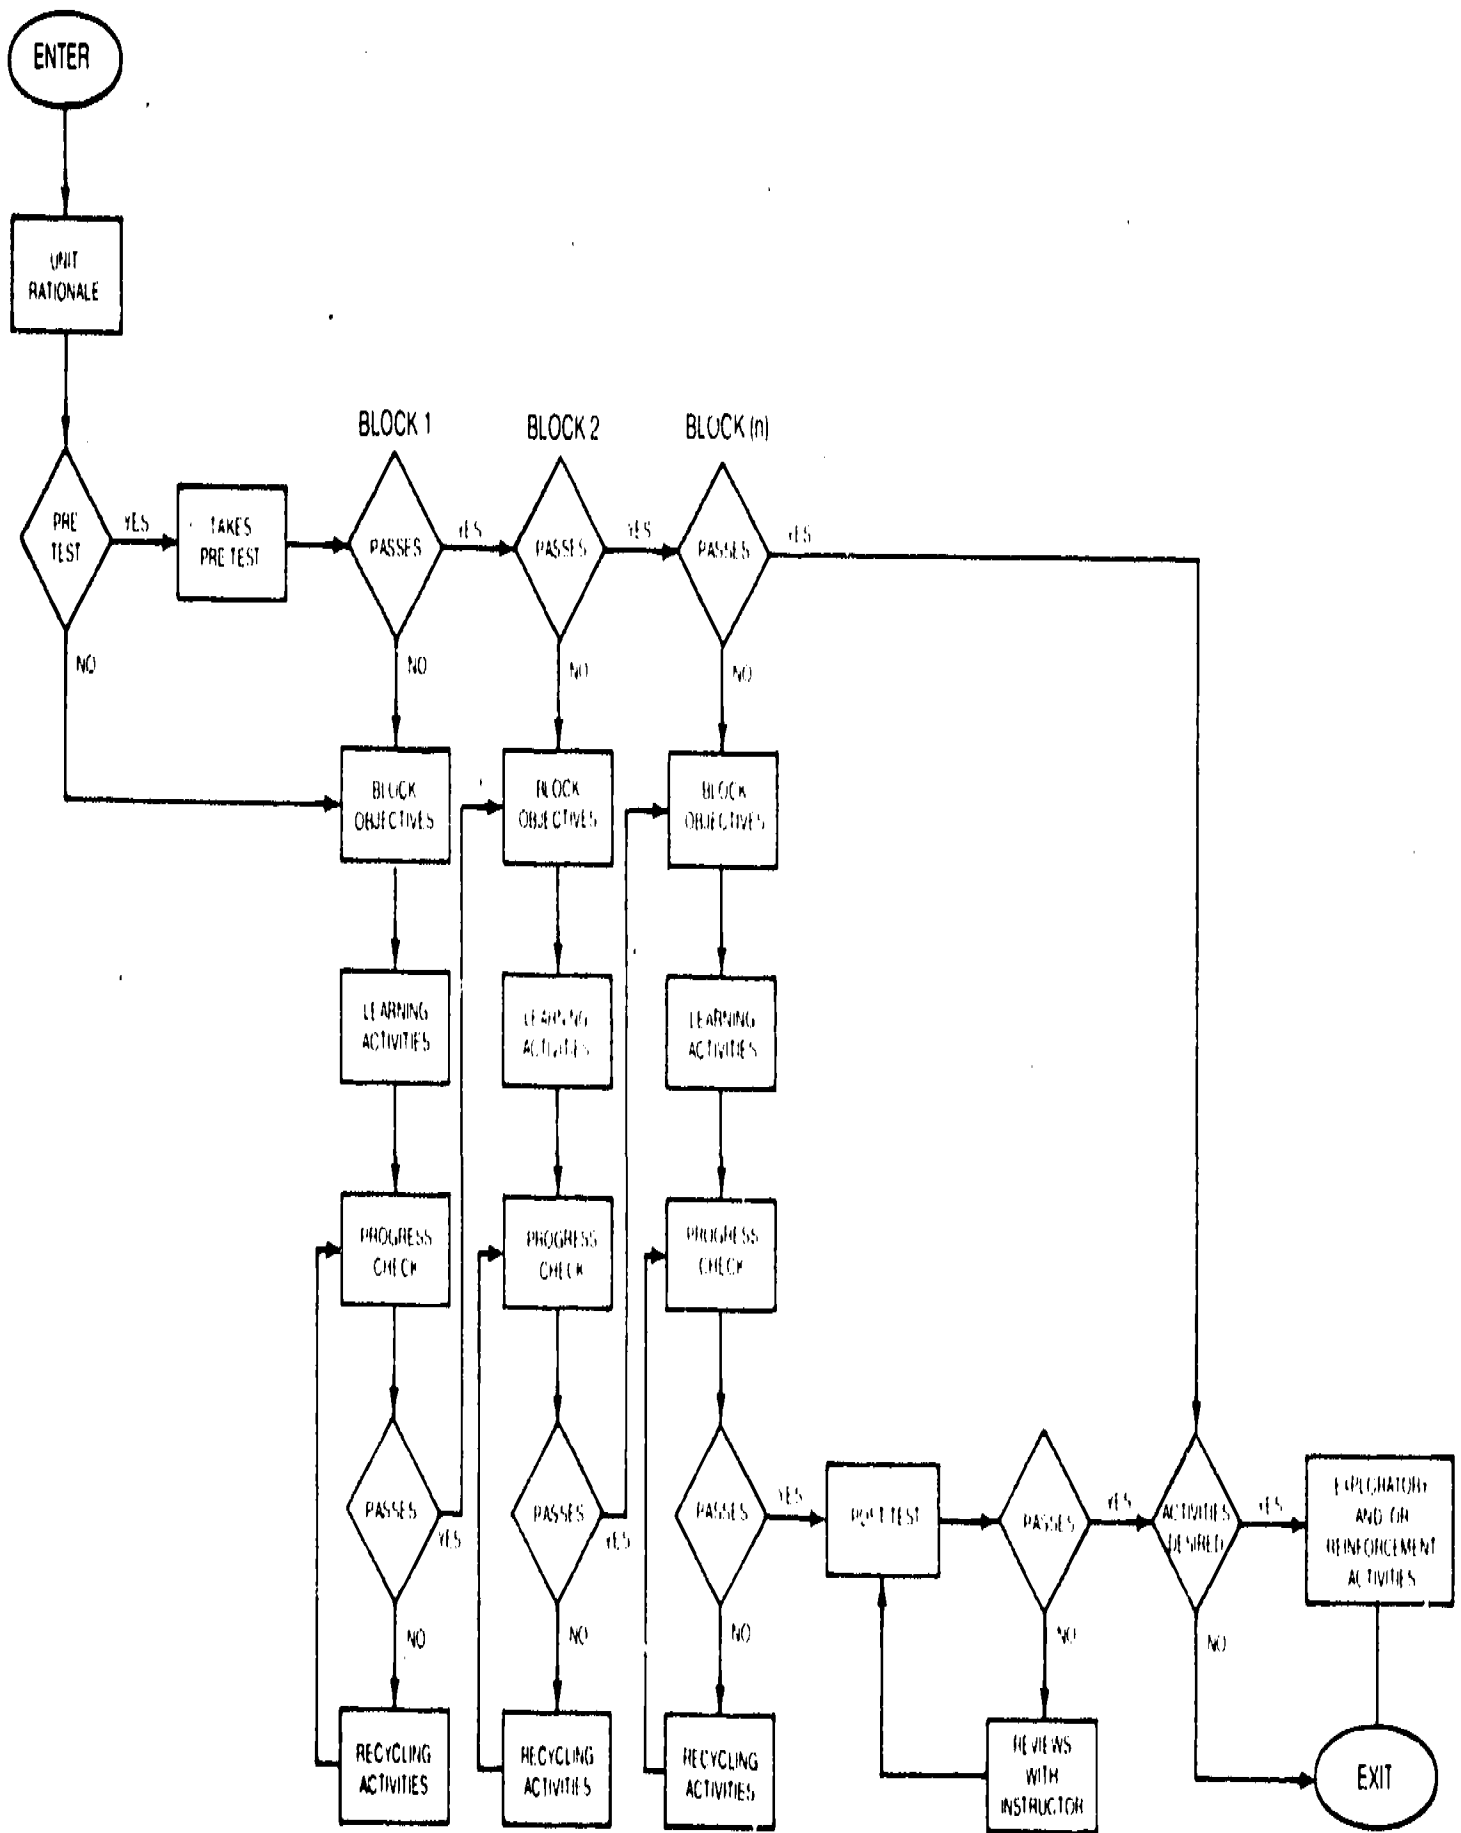 ENTER
UNIT
RATIONALE
BLOCK 1
BLOCK 2
BLOCK (n)
PRE
TEST
YES
TAKES
PRE TEST
PASSES
YES
PASSES
YES
PASSES
YES
NO
NO
NO
NO
BLOCK
OBJECTIVES
BLOCK
OBJECTIVES
BLOCK
OBJECTIVES
LEARNING
ACTIVITIES
LEARNING
ACTIVITIES
LEARNING
ACTIVITIES
PROGRESS
CHECK
PROGRESS
CHECK
PROGRESS
CHECK
PASSES
YES
PASSES
YES
PASSES
YES
POST TEST
PASSES
YES
ACTIVITIES
DESIRED
YES
EXPLORATORY
AND OR
REINFORCEMENT
ACTIVITIES
NO
NO
NO
NO
NO
RECYCLING
ACTIVITIES
RECYCLING
ACTIVITIES
RECYCLING
ACTIVITIES
REVIEWS
WITH
INSTRUCTOR
EXIT